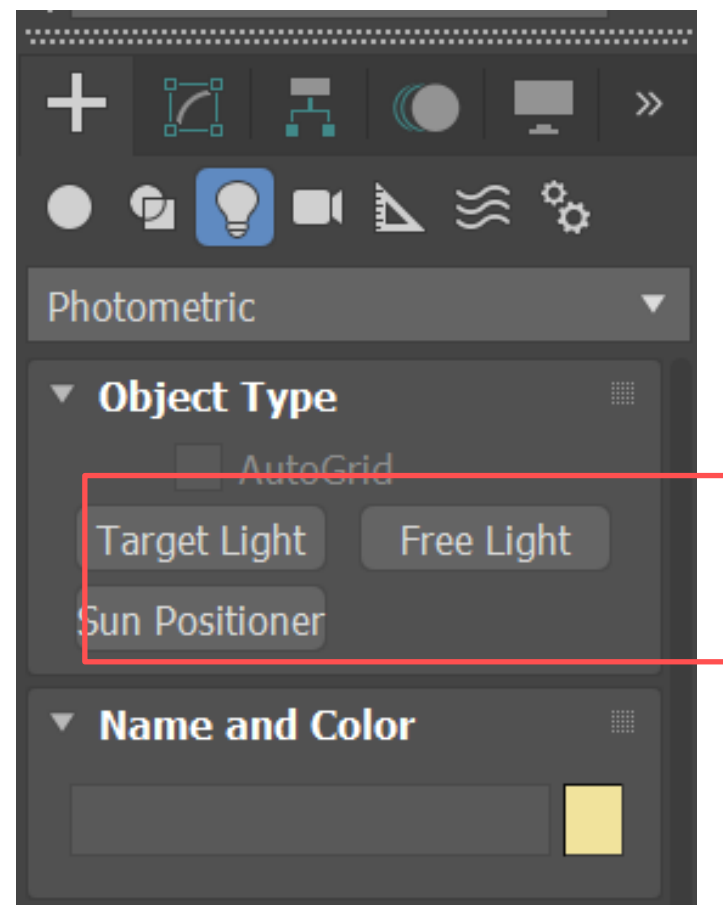 Photometric
Object Type
AutoGrid
Target Light Free Light
Sun Positioner
Name and Color